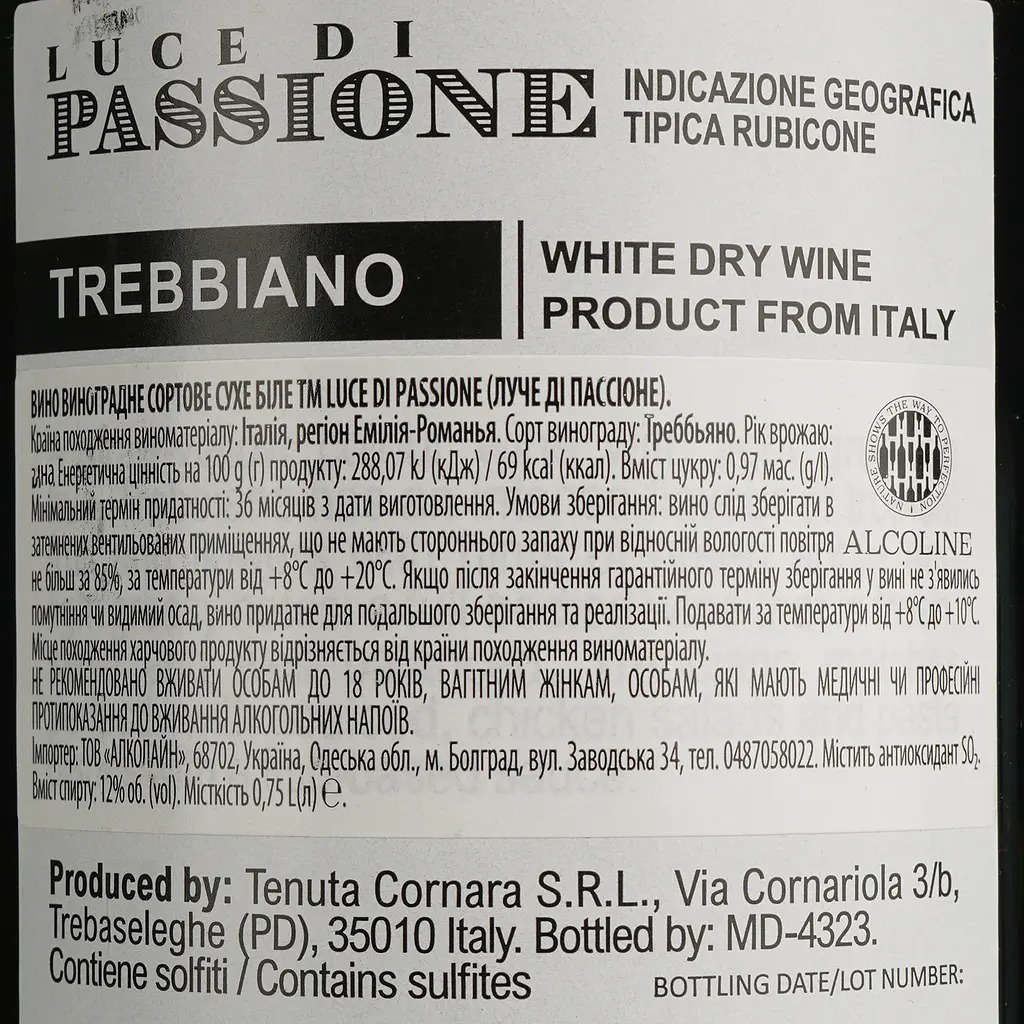 LUCE DI
PASSIONE
INDICAZIONE GEOGRAFICA
TIPICA RUBICONE
TREBBIANO
WHITE DRY WINE
PRODUCT FROM ITALY
ВИНО ВИНОГРАДНЕ СОРТОВЕ СУХЕ БІЛЕ ТМ LUCE DI PASSIONE (ЛУЧЕ ДІ ПАССІОНЕ).
Країна походження виноматеріалу: Італія, регіон Емілія-Романья. Сорт винограду: Треббьяно. Рік врожаю:
Енергетична цінність на 100 g (г) продукту: 288,07 kJ (кДж) / 69 kcal (ккал). Вміст цукру: 0,97 мас. (g/l).
Мінімальний термін придатності: 36 місяців з дати виготовлення. Умови зберігання: вино слід зберігати в
затемнених вентильованих приміщеннях, що не мають стороннього запаху при відносній вологості повітря
не більш за 85%, за температури від +8°С до +20°С. Якщо після закінчення гарантійного терміну зберігання у вині не з'явились
помутніння чи видимий осад, вино придатне для подальшого зберігання та реалізації. Подавати за температури від +8°С до +10°С.
Місце походження харчового продукту відрізняється від країни походження виноматеріалу.
НЕ РЕКОМЕНДОВАНО ВЖИВАТИ ОСОБАМ ДО 18 РОКІВ, ВАГІТНИМ ЖІНКАМ, ОСОБАМ, ЯКІ МАЮТЬ МЕДИЧНІ ЧИ ПРОФЕСІЙНІ
ПРОТИПОКАЗАННЯ ДО ВЖИВАННЯ АЛКОГОЛЬНИХ НАПОЇВ.
Імпортер: ТОВ «АЛКОЛАЙН», 68702, Україна, Одеська обл., м. Болград, вул. Заводська 34, тел. 0487058022. Містить антиоксидант SO₂.
Вміст спирту: 12% об. (vol). Місткість 0,75 L(л) ℮.
NATURE SHOWS THE WAY TO PERFECTION
ALCOLINE
chicken salads
Produced by: Tenuta Cornara S.R.L., Via Cornariola 3/b,
Trebaseleghe (PD), 35010 Italy. Bottled by: MD-4323.
Contiene solfiti / Contains sulfites
BOTTLING DATE/LOT NUMBER: